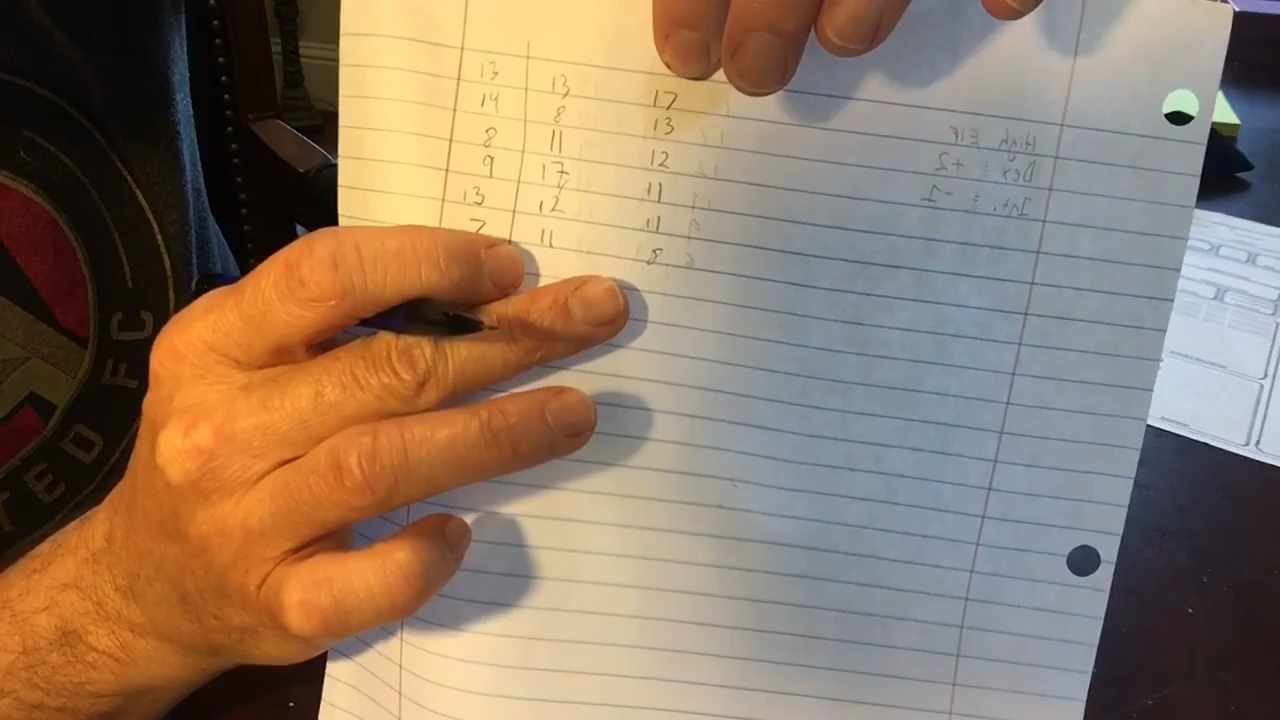 13 13 17
14 8 13
8 11 12
9 17 11
13 12 11
7 11 8
High Elf
Dex = +2
Int. = +1
TED FC